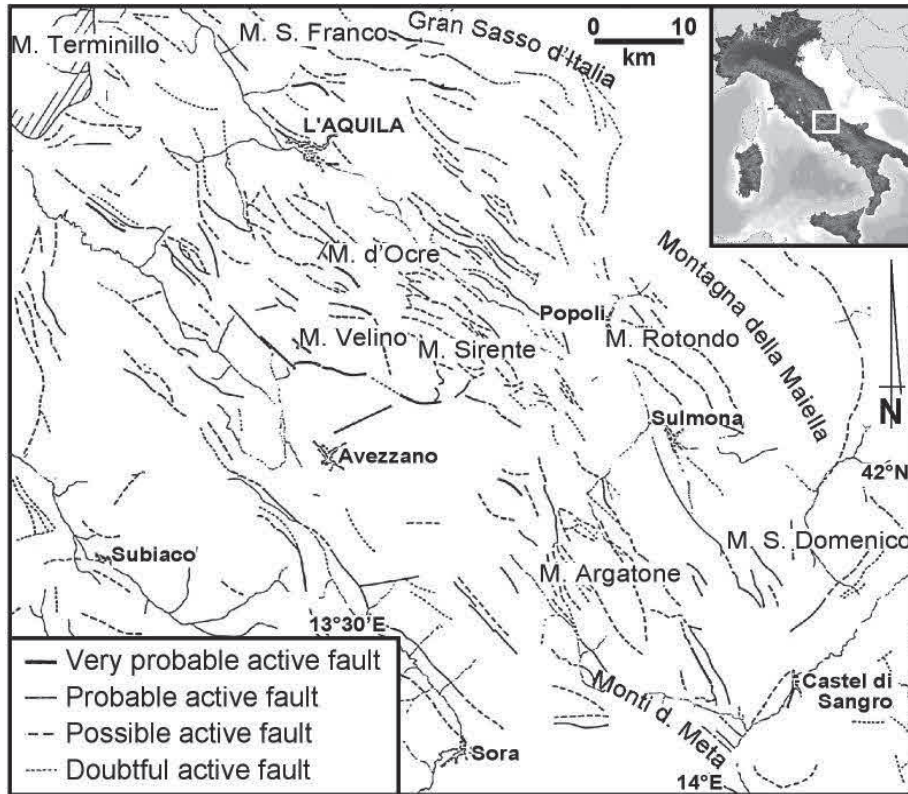 M. Terminillo
M. S. Franco
Gran Sasso d'Italia
0 10
km
L'AQUILA
M. d'Ocre
Montagna della Maiella
Popoli
M. Rotondo
M. Velino
M. Sirente
N
Sulmona
Avezzano
42°N
Subiaco
M. S. Domenico
M. Argatone
13°30'E
Very probable active fault
Probable active fault
Possible active fault
Doubtful active fault
Monti d. Meta
Castel di
Sangro
Sora
14°E